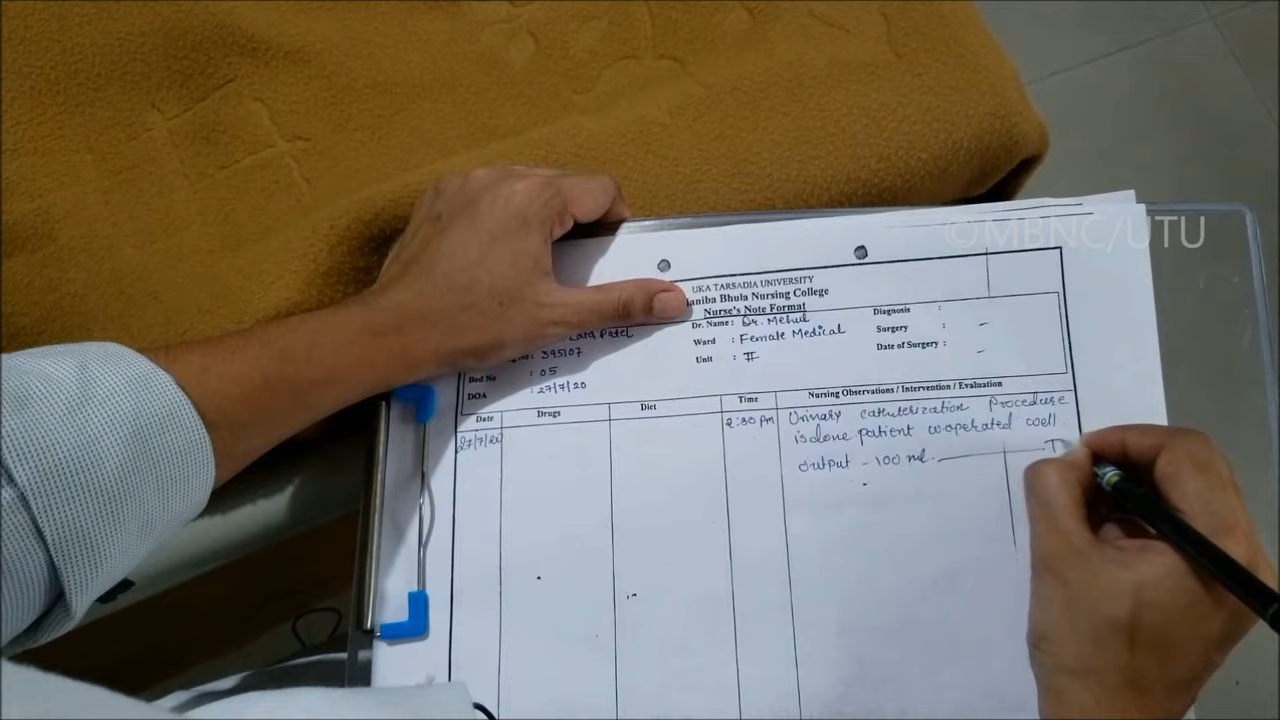 ©MBNC/UTU
UKA TARSADIA UNIVERSITY
Maniba Bhula Nursing College
Nurse's Note Format
Patel
Dr. Name : Dr. Mehul
Diagnosis :
: 395107
Ward : Female Medical
Surgery : -
Bed No : 05
Unit : II
Date of Surgery : -
DOA : 27/7/20
Date Drugs Diet Time Nursing Observations / Intervention / Evaluation
27/7/20 2:30 PM Urinary catheterization Procedure
is done patient cooperated well.
output - 100 ml.